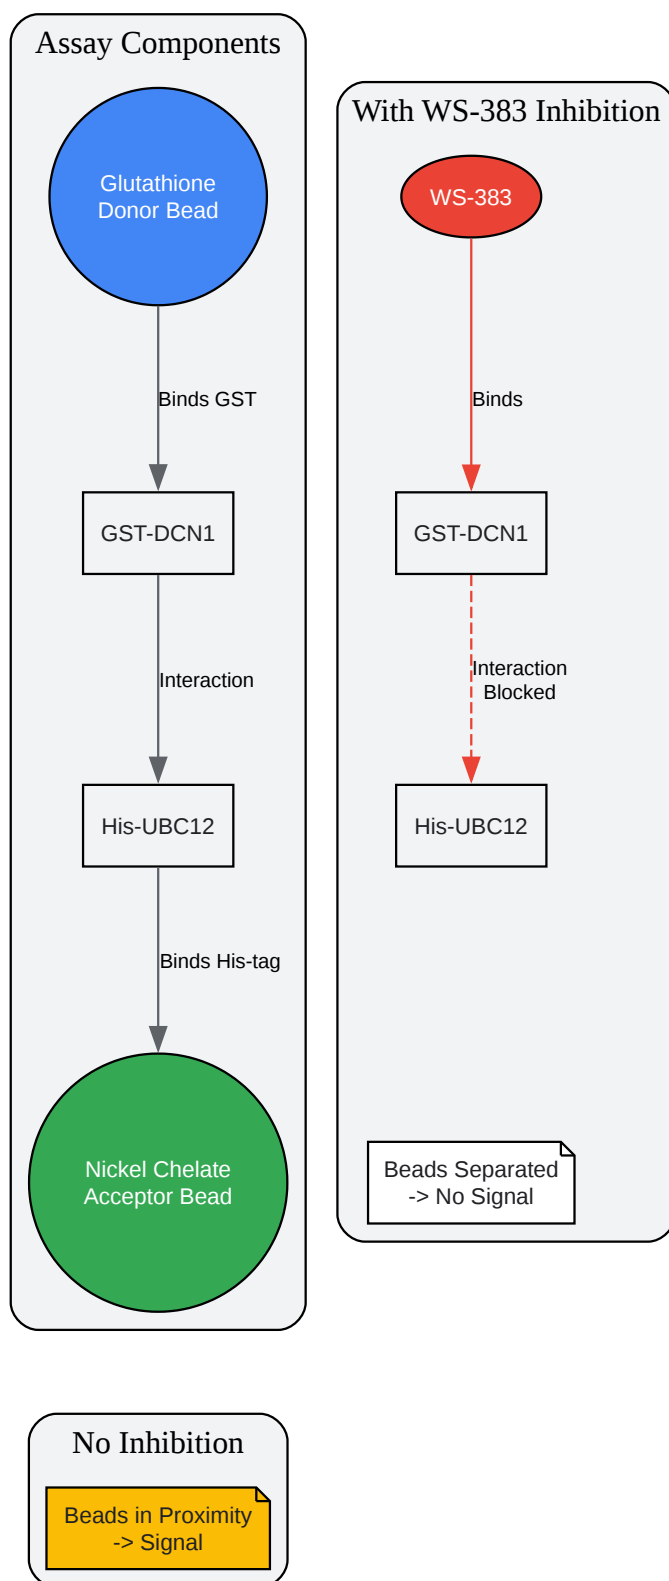 Assay Components
Glutathione
Donor Bead
Binds GST
GST-DCN1
Interaction
His-UBC12
Binds His-tag
Nickel Chelate
Acceptor Bead
With WS-383 Inhibition
WS-383
Binds
GST-DCN1
Interaction
Blocked
His-UBC12
Beads Separated
-> No Signal
No Inhibition
Beads in Proximity
-> Signal